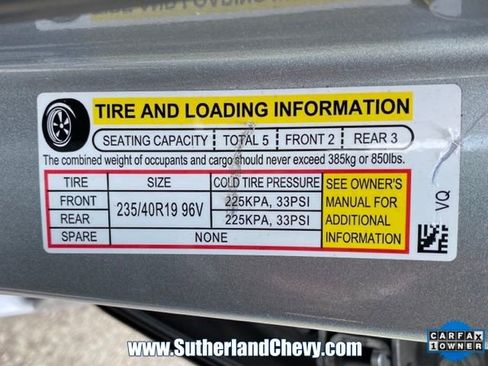 TIRE AND LOADING INFORMATION
SEATING CAPACITY TOTAL 5 FRONT 2 REAR 3
The combined weight of occupants and cargo should never exceed 385kg or 850lbs.
TIRE SIZE COLD TIRE PRESSURE SEE OWNER'S
FRONT 235/40R19 96V 225KPA, 33PSI MANUAL FOR
REAR 225KPA, 33PSI ADDITIONAL
SPARE NONE INFORMATION
VQ
www.SutherlandChevy.com
CARFAX
1 OWNER